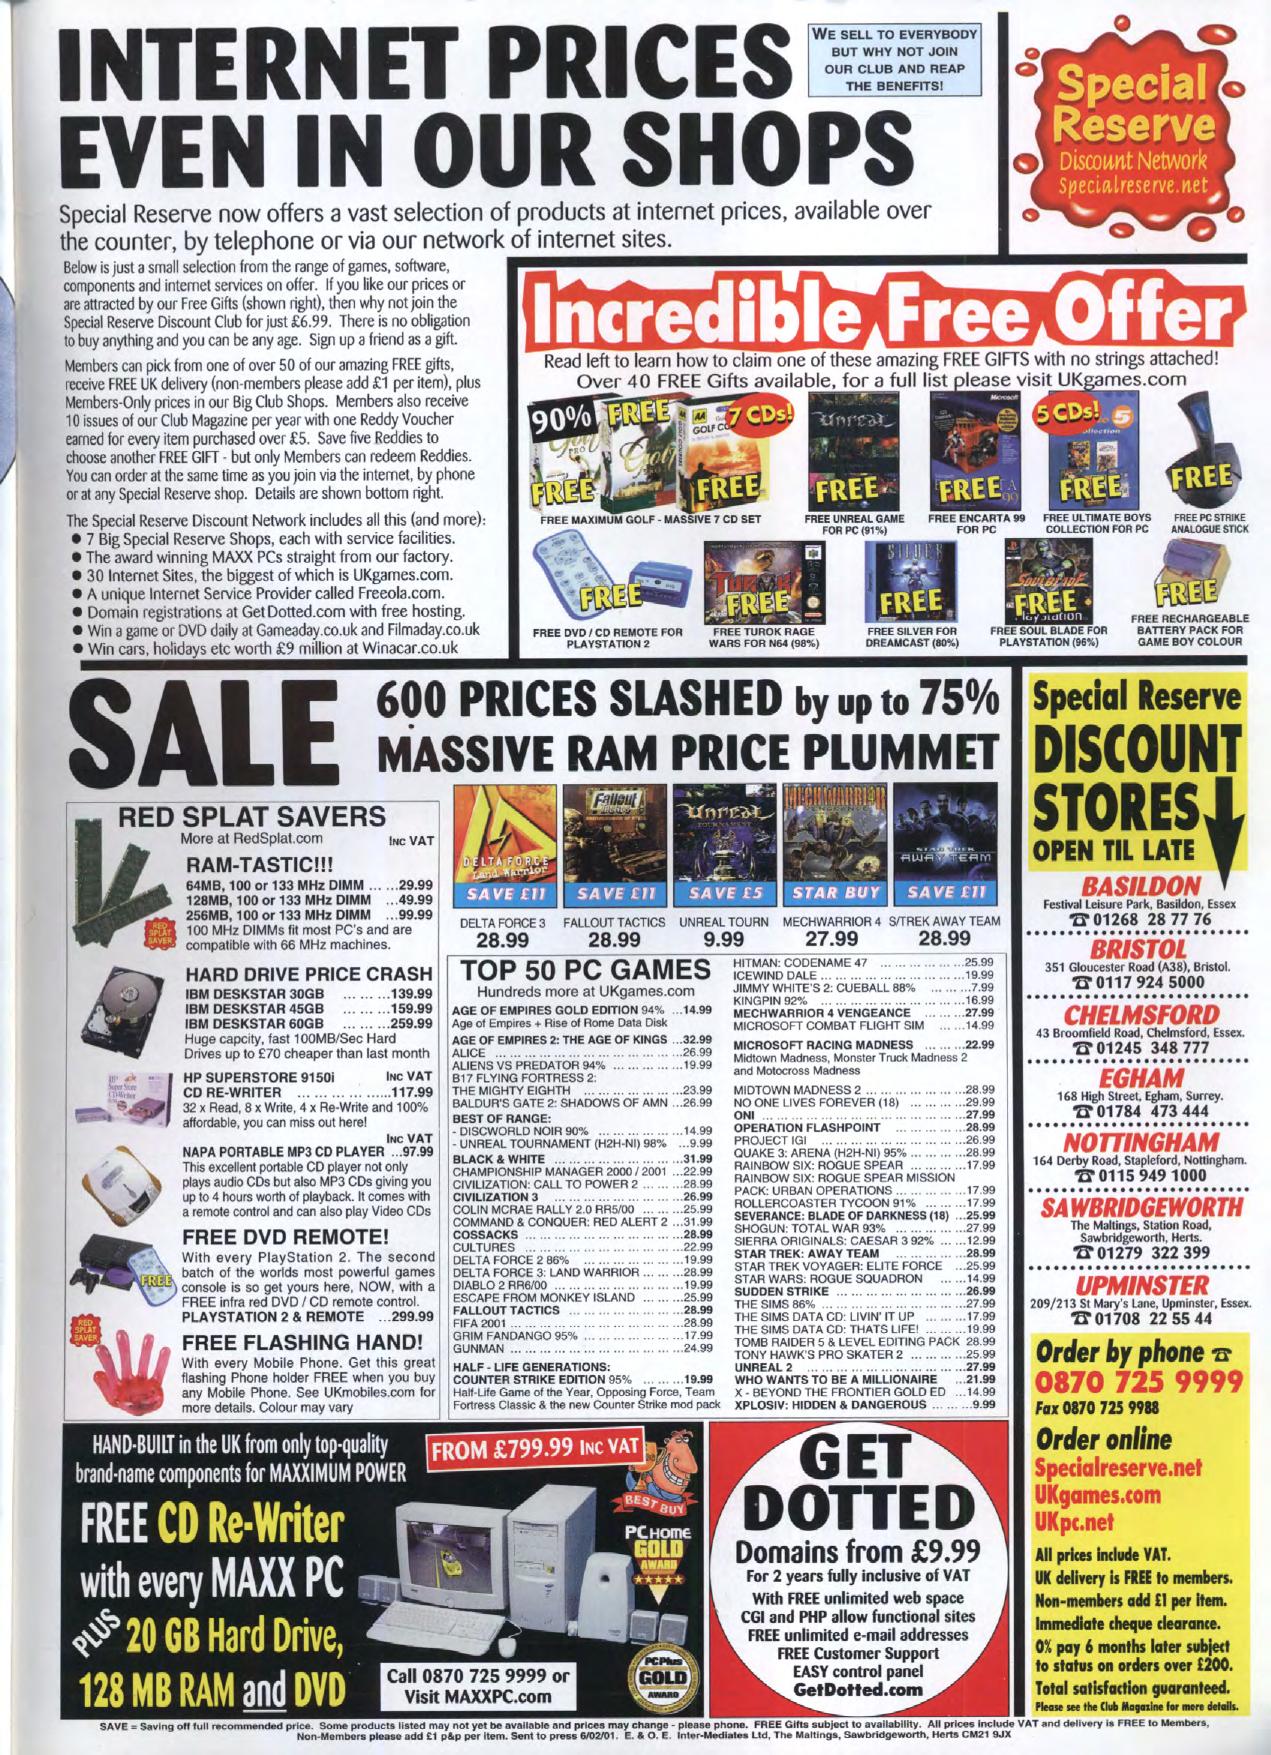 INTERNET PRICES
EVEN IN OUR SHOPS
WE SELL TO EVERYBODY
BUT WHY NOT JOIN
OUR CLUB AND REAP
THE BENEFITS!
Special
Reserve
Discount Network
Specialreserve.net
Special Reserve now offers a vast selection of products at internet prices, available over
the counter, by telephone or via our network of internet sites.
Below is just a small selection from the range of games, software,
components and internet services on offer. If you like our prices or
are attracted by our Free Gifts (shown right), then why not join the
Special Reserve Discount Club for just £6.99. There is no obligation
to buy anything and you can be any age. Sign up a friend as a gift.
Members can pick from one of over 50 of our amazing FREE gifts,
receive FREE UK delivery (non-members please add £1 per item), plus
Members-Only prices in our Big Club Shops. Members also receive
10 issues of our Club Magazine per year with one Reddy Voucher
earned for every item purchased over £5. Save five Reddies to
choose another FREE GIFT - but only Members can redeem Reddies.
You can order at the same time as you join via the internet, by phone
or at any Special Reserve shop. Details are shown bottom right.
The Special Reserve Discount Network includes all this (and more):
● 7 Big Special Reserve Shops, each with service facilities.
● The award winning MAXX PCs straight from our factory.
● 30 Internet Sites, the biggest of which is UKgames.com.
● A unique Internet Service Provider called Freeola.com.
● Domain registrations at GetDotted.com with free hosting.
● Win a game or DVD daily at Gameaday.co.uk and Filmaday.co.uk
● Win cars, holidays etc worth £9 million at Winacar.co.uk
Incredible Free Offer
Read left to learn how to claim one of these amazing FREE GIFTS with no strings attached!
Over 40 FREE Gifts available, for a full list please visit UKgames.com
90% FREE 7 CDs!
FREE FREE
Unreal
FREE
Microsoft
FREE
5 CDs!
FREE
FREE
FREE MAXIMUM GOLF - MASSIVE 7 CD SET
FREE UNREAL GAME
FOR PC (91%)
FREE ENCARTA 99
FOR PC
FREE ULTIMATE BOYS
COLLECTION FOR PC
FREE PC STRIKE
ANALOGUE STICK
FREE
TUROK
FREE
SILVER
FREE
SOUL BLADE
FREE
PlayStation
FREE
FREE DVD / CD REMOTE FOR
PLAYSTATION 2
FREE TUROK RAGE
WARS FOR N64 (98%)
FREE SILVER FOR
DREAMCAST (80%)
FREE SOUL BLADE FOR
PLAYSTATION (96%)
FREE RECHARGEABLE
BATTERY PACK FOR
GAME BOY COLOUR
SALE
600 PRICES SLASHED by up to 75%
MASSIVE RAM PRICE PLUMMET
RED SPLAT SAVERS
More at RedSplat.com INC VAT
RAM-TASTIC!!!
64MB, 100 or 133 MHz DIMM ... ...29.99
128MB, 100 or 133 MHz DIMM ...49.99
256MB, 100 or 133 MHz DIMM ...99.99
100 MHz DIMMs fit most PC's and are
compatible with 66 MHz machines.
RED
SPLAT
SAVER
HARD DRIVE PRICE CRASH
IBM DESKSTAR 30GB ... ... ...139.99
IBM DESKSTAR 45GB ... ... ...159.99
IBM DESKSTAR 60GB ... ... ...259.99
Huge capcity, fast 100MB/Sec Hard
Drives up to £70 cheaper than last month
HP SUPERSTORE 9150i INC VAT
CD RE-WRITER ... ... ... ... ......117.99
32 x Read, 8 x Write, 4 x Re-Write and 100%
affordable, you can miss out here!
INC VAT
NAPA PORTABLE MP3 CD PLAYER ...97.99
This excellent portable CD player not only
plays audio CDs but also MP3 CDs giving you
up to 4 hours worth of playback. It comes with
a remote control and can also play Video CDs
FREE DVD REMOTE!
With every PlayStation 2. The second
batch of the worlds most powerful games
console is so get yours here, NOW, with a
FREE infra red DVD / CD remote control.
PLAYSTATION 2 & REMOTE ...299.99
FREE
RED
SPLAT
SAVER
FREE FLASHING HAND!
With every Mobile Phone. Get this great
flashing Phone holder FREE when you buy
any Mobile Phone. See UKmobiles.com for
more details. Colour may vary
DELTA FORCE
Land Warrior
SAVE £11
DELTA FORCE 3
28.99
Fallout
SAVE £11
FALLOUT TACTICS
28.99
Unreal
TOURNAMENT
SAVE £5
UNREAL TOURN
9.99
MECHWARRIOR
VENGEANCE
STAR BUY
MECHWARRIOR 4
27.99
STAR TREK
AWAY TEAM
SAVE £11
S/TREK AWAY TEAM
28.99
TOP 50 PC GAMES
Hundreds more at UKgames.com
AGE OF EMPIRES GOLD EDITION 94% ...14.99
Age of Empires + Rise of Rome Data Disk
AGE OF EMPIRES 2: THE AGE OF KINGS ...32.99
ALICE ... ... ... ... ... ... ...26.99
ALIENS VS PREDATOR 94% ... ... ... ...19.99
B17 FLYING FORTRESS 2:
THE MIGHTY EIGHTH ... ... ... ... ...23.99
BALDUR'S GATE 2: SHADOWS OF AMN ...26.99
BEST OF RANGE:
- DISCWORLD NOIR 90% ... ... ... ...14.99
- UNREAL TOURNAMENT (H2H-NI) 98% ...9.99
BLACK & WHITE ... ... ... ... ... ...31.99
CHAMPIONSHIP MANAGER 2000 / 2001 ...22.99
CIVILIZATION: CALL TO POWER 2 ... ...28.99
CIVILIZATION 3 ... ... ... ... ... ...26.99
COLIN MCRAE RALLY 2.0 RR5/00 ... ...25.99
COMMAND & CONQUER: RED ALERT 2 ...31.99
COSSACKS ... ... ... ... ... ... ...28.99
CULTURES ... ... ... ... ... ... ...22.99
DELTA FORCE 2 86% ... ... ... ... ...19.99
DELTA FORCE 3: LAND WARRIOR ... ...28.99
DIABLO 2 RR6/00 ... ... ... ... ...19.99
ESCAPE FROM MONKEY ISLAND ... ...25.99
FALLOUT TACTICS ... ... ... ... ...28.99
FIFA 2001 ... ... ... ... ... ... ...28.99
GRIM FANDANGO 95% ... ... ... ...17.99
GUNMAN ... ... ... ... ... ... ...24.99
HALF - LIFE GENERATIONS:
COUNTER STRIKE EDITION 95% ... ... ...19.99
Half-Life Game of the Year, Opposing Force, Team
Fortress Classic & the new Counter Strike mod pack
HITMAN: CODENAME 47 ... ... ... ...25.99
ICEWIND DALE ... ... ... ... ... ...19.99
JIMMY WHITE'S 2: CUEBALL 88% ... ...7.99
KINGPIN 92% ... ... ... ... ... ...16.99
MECHWARRIOR 4 VENGEANCE ... ...27.99
MICROSOFT COMBAT FLIGHT SIM ... ...14.99
MICROSOFT RACING MADNESS ... ...22.99
Midtown Madness, Monster Truck Madness 2
and Motocross Madness
MIDTOWN MADNESS 2 ... ... ... ...28.99
NO ONE LIVES FOREVER (18) ... ... ...29.99
ONI ... ... ... ... ... ... ... ...27.99
OPERATION FLASHPOINT ... ... ... ...28.99
PROJECT IGI ... ... ... ... ... ...26.99
QUAKE 3: ARENA (H2H-NI) 95% ... ... ...28.99
RAINBOW SIX: ROGUE SPEAR ... ... ...17.99
RAINBOW SIX: ROGUE SPEAR MISSION
PACK: URBAN OPERATIONS ... ... ...17.99
ROLLERCOASTER TYCOON 91% ... ... ...17.99
SEVERANCE: BLADE OF DARKNESS (18) ...25.99
SHOGUN: TOTAL WAR 93% ... ... ...27.99
SIERRA ORIGINALS: CAESAR 3 92% ... ...12.99
STAR TREK: AWAY TEAM ... ... ... ...28.99
STAR TREK VOYAGER: ELITE FORCE ...25.99
STAR WARS: ROGUE SQUADRON ... ...14.99
SUDDEN STRIKE ... ... ... ... ... ...26.99
THE SIMS 86% ... ... ... ... ... ...27.99
THE SIMS DATA CD: LIVIN' IT UP ... ...17.99
THE SIMS DATA CD: THATS LIFE! ... ...19.99
TOMB RAIDER 5 & LEVEL EDITING PACK 28.99
TONY HAWK'S PRO SKATER 2 ... ... ...25.99
UNREAL 2 ... ... ... ... ... ... ...27.99
WHO WANTS TO BE A MILLIONAIRE ...21.99
X - BEYOND THE FRONTIER GOLD ED ...14.99
XPLOSIV: HIDDEN & DANGEROUS ... ...9.99
Special Reserve
DISCOUNT
STORES
OPEN TIL LATE
BASILDON
Festival Leisure Park, Basildon, Essex
☎ 01268 28 77 76
BRISTOL
351 Gloucester Road (A38), Bristol.
☎ 0117 924 5000
CHELMSFORD
43 Broomfield Road, Chelmsford, Essex.
☎ 01245 348 777
EGHAM
168 High Street, Egham, Surrey.
☎ 01784 473 444
NOTTINGHAM
164 Derby Road, Stapleford, Nottingham.
☎ 0115 949 1000
SAWBRIDGEWORTH
The Maltings, Station Road,
Sawbridgeworth, Herts.
☎ 01279 322 399
UPMINSTER
209/213 St Mary's Lane, Upminster, Essex.
☎ 01708 22 55 44
Order by phone ☎
0870 725 9999
Fax 0870 725 9988
Order online
Specialreserve.net
UKgames.com
UKpc.net
All prices include VAT.
UK delivery is FREE to members.
Non-members add £1 per item.
Immediate cheque clearance.
0% pay 6 months later subject
to status on orders over £200.
Total satisfaction guaranteed.
Please see the Club Magazine for more details.
HAND-BUILT in the UK from only top-quality
brand-name components for MAXXIMUM POWER
FROM £799.99 INC VAT
BEST BUY
FREE CD Re-Writer
with every MAXX PC
PLUS 20 GB Hard Drive,
128 MB RAM and DVD
PC HOME
GOLD
AWARD
PCPlus
GOLD
AWARD
Call 0870 725 9999 or
Visit MAXXPC.com
GET
DOTTED
Domains from £9.99
For 2 years fully inclusive of VAT
With FREE unlimited web space
CGI and PHP allow functional sites
FREE unlimited e-mail addresses
FREE Customer Support
EASY control panel
GetDotted.com
SAVE = Saving off full recommended price. Some products listed may not yet be available and prices may change - please phone. FREE Gifts subject to availability. All prices include VAT and delivery is FREE to Members,
Non-Members please add £1 p&p per item. Sent to press 6/02/01. E. & O. E. Inter-Mediates Ltd, The Maltings, Sawbridgeworth, Herts CM21 9JX